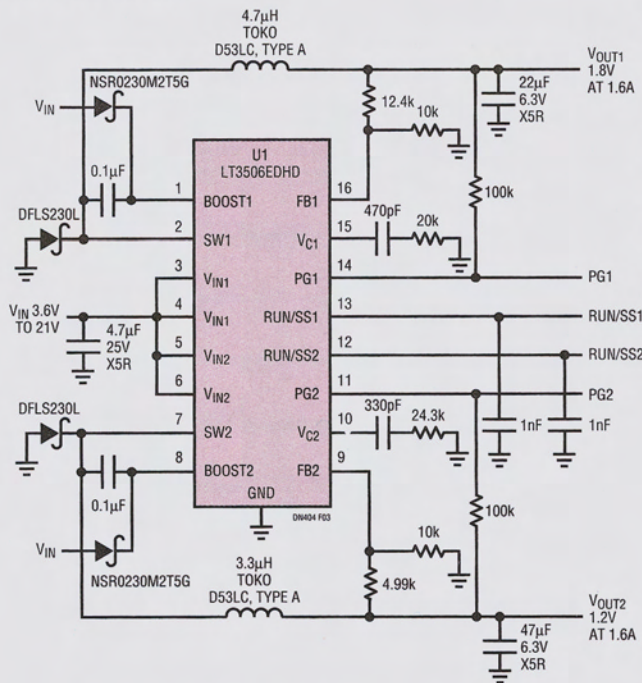 4.7µH
TOKO
D53LC, TYPE A
VOUT1
1.8V
AT 1.6A
NSR0230M2T5G
VIN
22µF
6.3V
X5R
12.4k
10k
U1
LT3506EDHD
0.1µF
100k
1
BOOST1
FB1
16
DFLS230L
470pF
20k
2
SW1
VC1
15
3
VIN1
PG1
14
PG1
VIN 3.6V
TO 21V
4
VIN1
RUN/SS1
13
RUN/SS1
4.7µF
25V
X5R
5
VIN2
RUN/SS2
12
RUN/SS2
6
VIN2
PG2
11
PG2
DFLS230L
330pF
24.3k
7
SW2
VC2
10
1nF
1nF
8
BOOST2
FB2
9
0.1µF
GND
DN404 F03
100k
10k
VIN
NSR0230M2T5G
4.99k
3.3µH
TOKO
D53LC, TYPE A
VOUT2
1.2V
AT 1.6A
47µF
6.3V
X5R